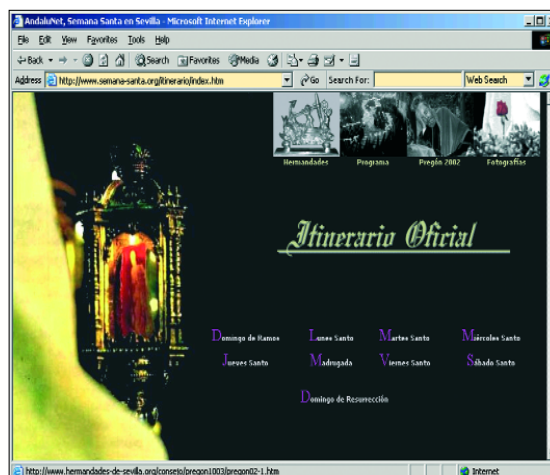 AndaluNet, Semana Santa en Sevilla - Microsoft Internet Explorer
File Edit View Favorites Tools Help
Back Search Favorites Media
Address http://www.semana-santa.org/itinerario/index.htm Go Search For: Web Search
Hermandades Programa Pregón 2002 Fotografías
Itinerario Oficial
Domingo de Ramos Lunes Santo Martes Santo Miércoles Santo
Jueves Santo Madrugada Viernes Santo Sábado Santo
Domingo de Resurrección
http://www.hermandades-de-sevilla.org/consejo/pregon1003/pregon02-1.htm Internet